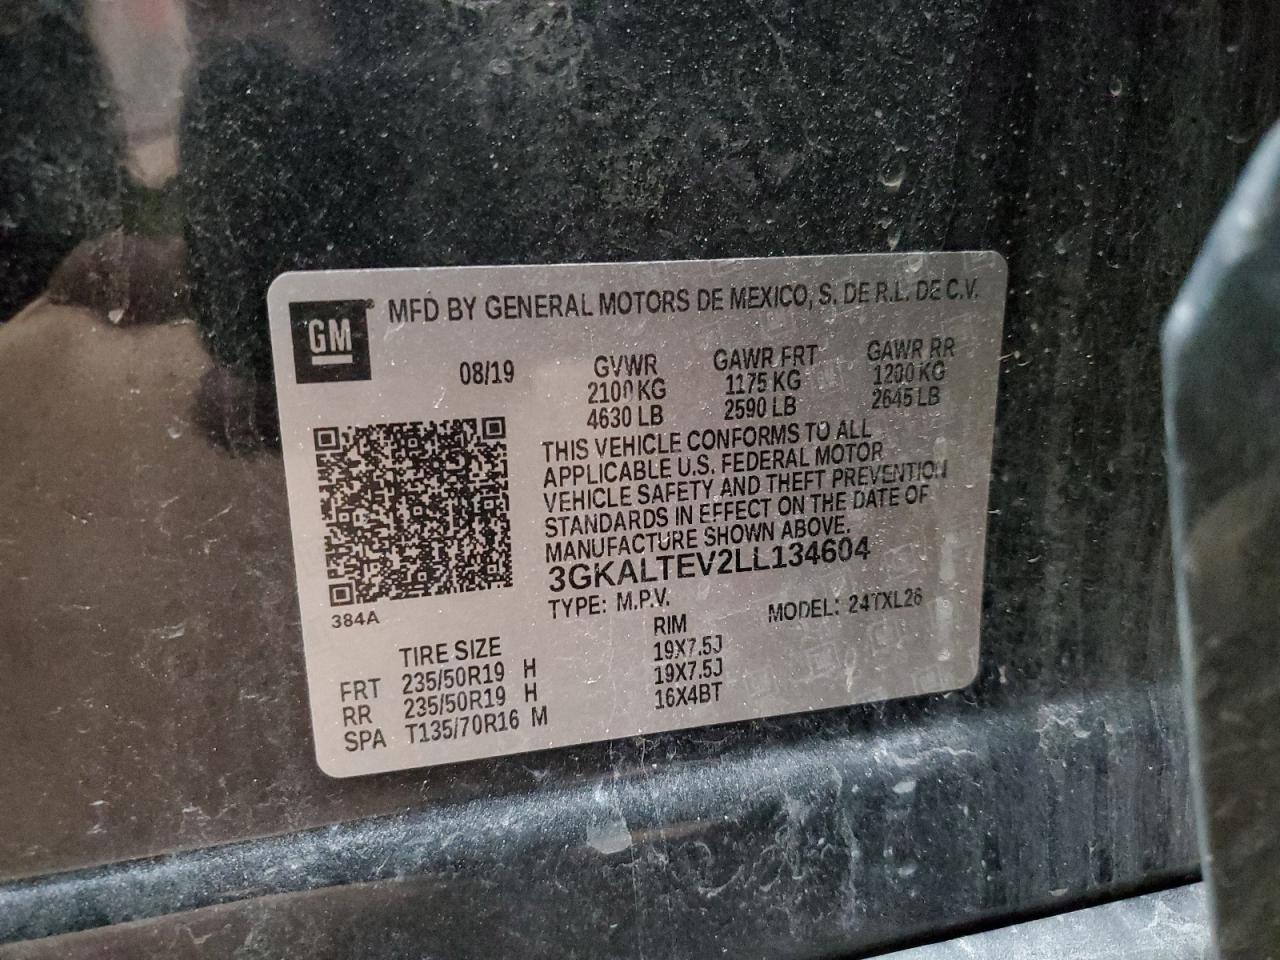 GM
MFD BY GENERAL MOTORS DE MEXICO, S. DE R.L. DE C.V.
08/19 GVWR GAWR FRT GAWR RR
2100 KG 1175 KG 1200 KG
4630 LB 2590 LB 2645 LB
THIS VEHICLE CONFORMS TO ALL
APPLICABLE U.S. FEDERAL MOTOR
VEHICLE SAFETY AND THEFT PREVENTION
STANDARDS IN EFFECT ON THE DATE OF
MANUFACTURE SHOWN ABOVE.
3GKALTEV2LL134604
TYPE: M.P.V. MODEL: 24TXL26
384A
TIRE SIZE RIM
FRT 235/50R19 H 19X7.5J
RR 235/50R19 H 19X7.5J
SPA T135/70R16 M 16X4BT